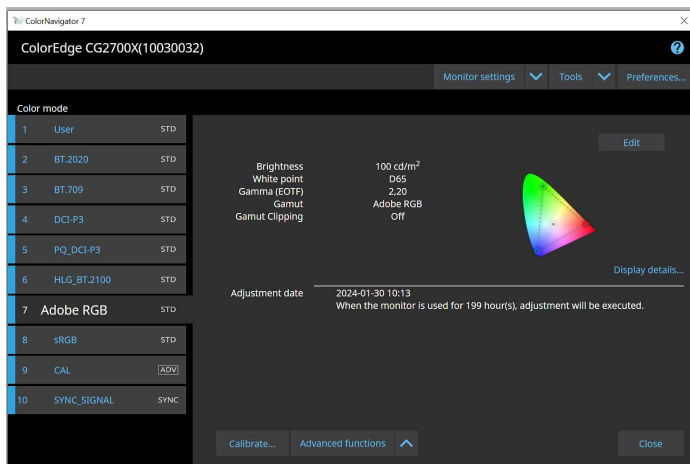 ColorNavigator 7
ColorEdge CG2700X(10030032)
Monitor settings Tools Preferences...
Color mode
1 User STD
2 BT.2020 STD
3 BT.709 STD
4 DCI-P3 STD
5 PQ_DCI-P3 STD
6 HLG_BT.2100 STD
7 Adobe RGB STD
8 sRGB STD
9 CAL ADV
10 SYNC_SIGNAL SYNC
Edit
Brightness 100 cd/m²
White point D65
Gamma (EOTF) 2,20
Gamut Adobe RGB
Gamut Clipping Off
Display details...
Adjustment date 2024-01-30 10:13
When the monitor is used for 199 hour(s), adjustment will be executed.
Calibrate... Advanced functions Close